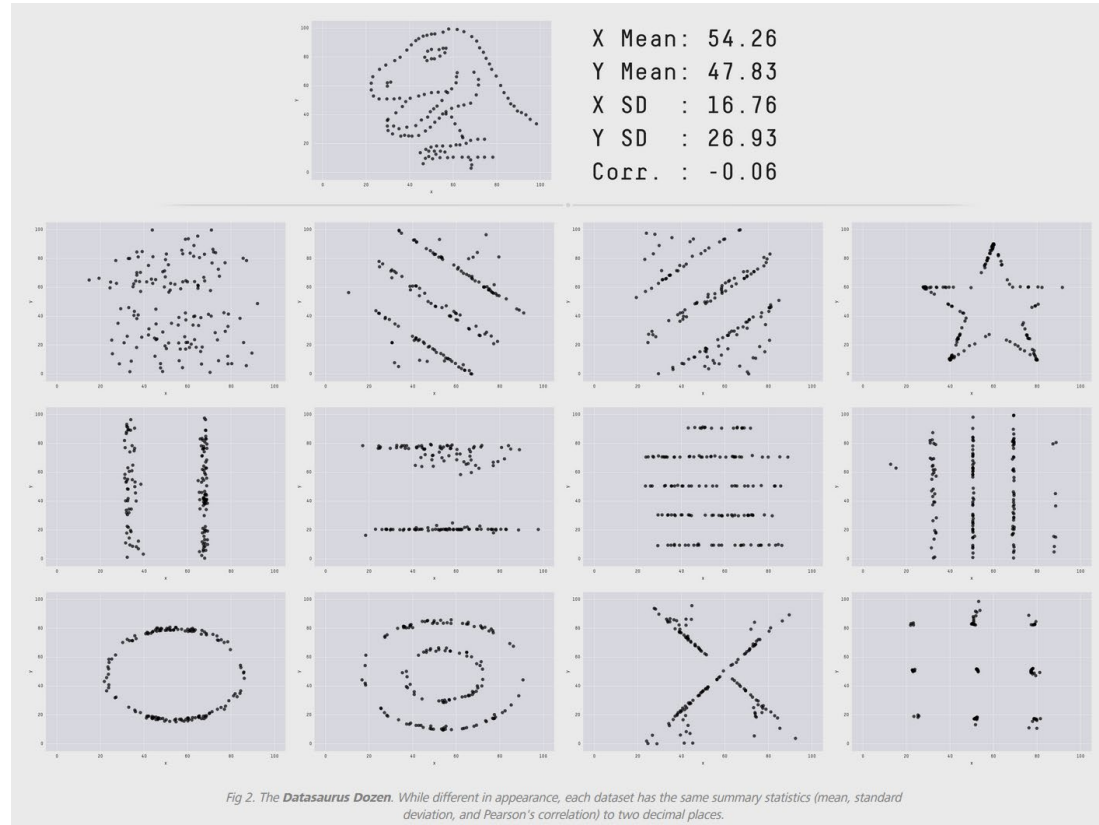 X Mean: 54.26
Y Mean: 47.83
X SD : 16.76
Y SD : 26.93
Corr. : -0.06
Fig 2. The Datasaurus Dozen. While different in appearance, each dataset has the same summary statistics (mean, standard
deviation, and Pearson's correlation) to two decimal places.